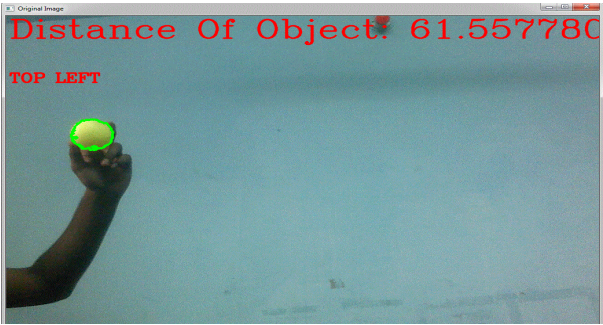 Original Image
Distance Of Object: 61.557780
TOP LEFT